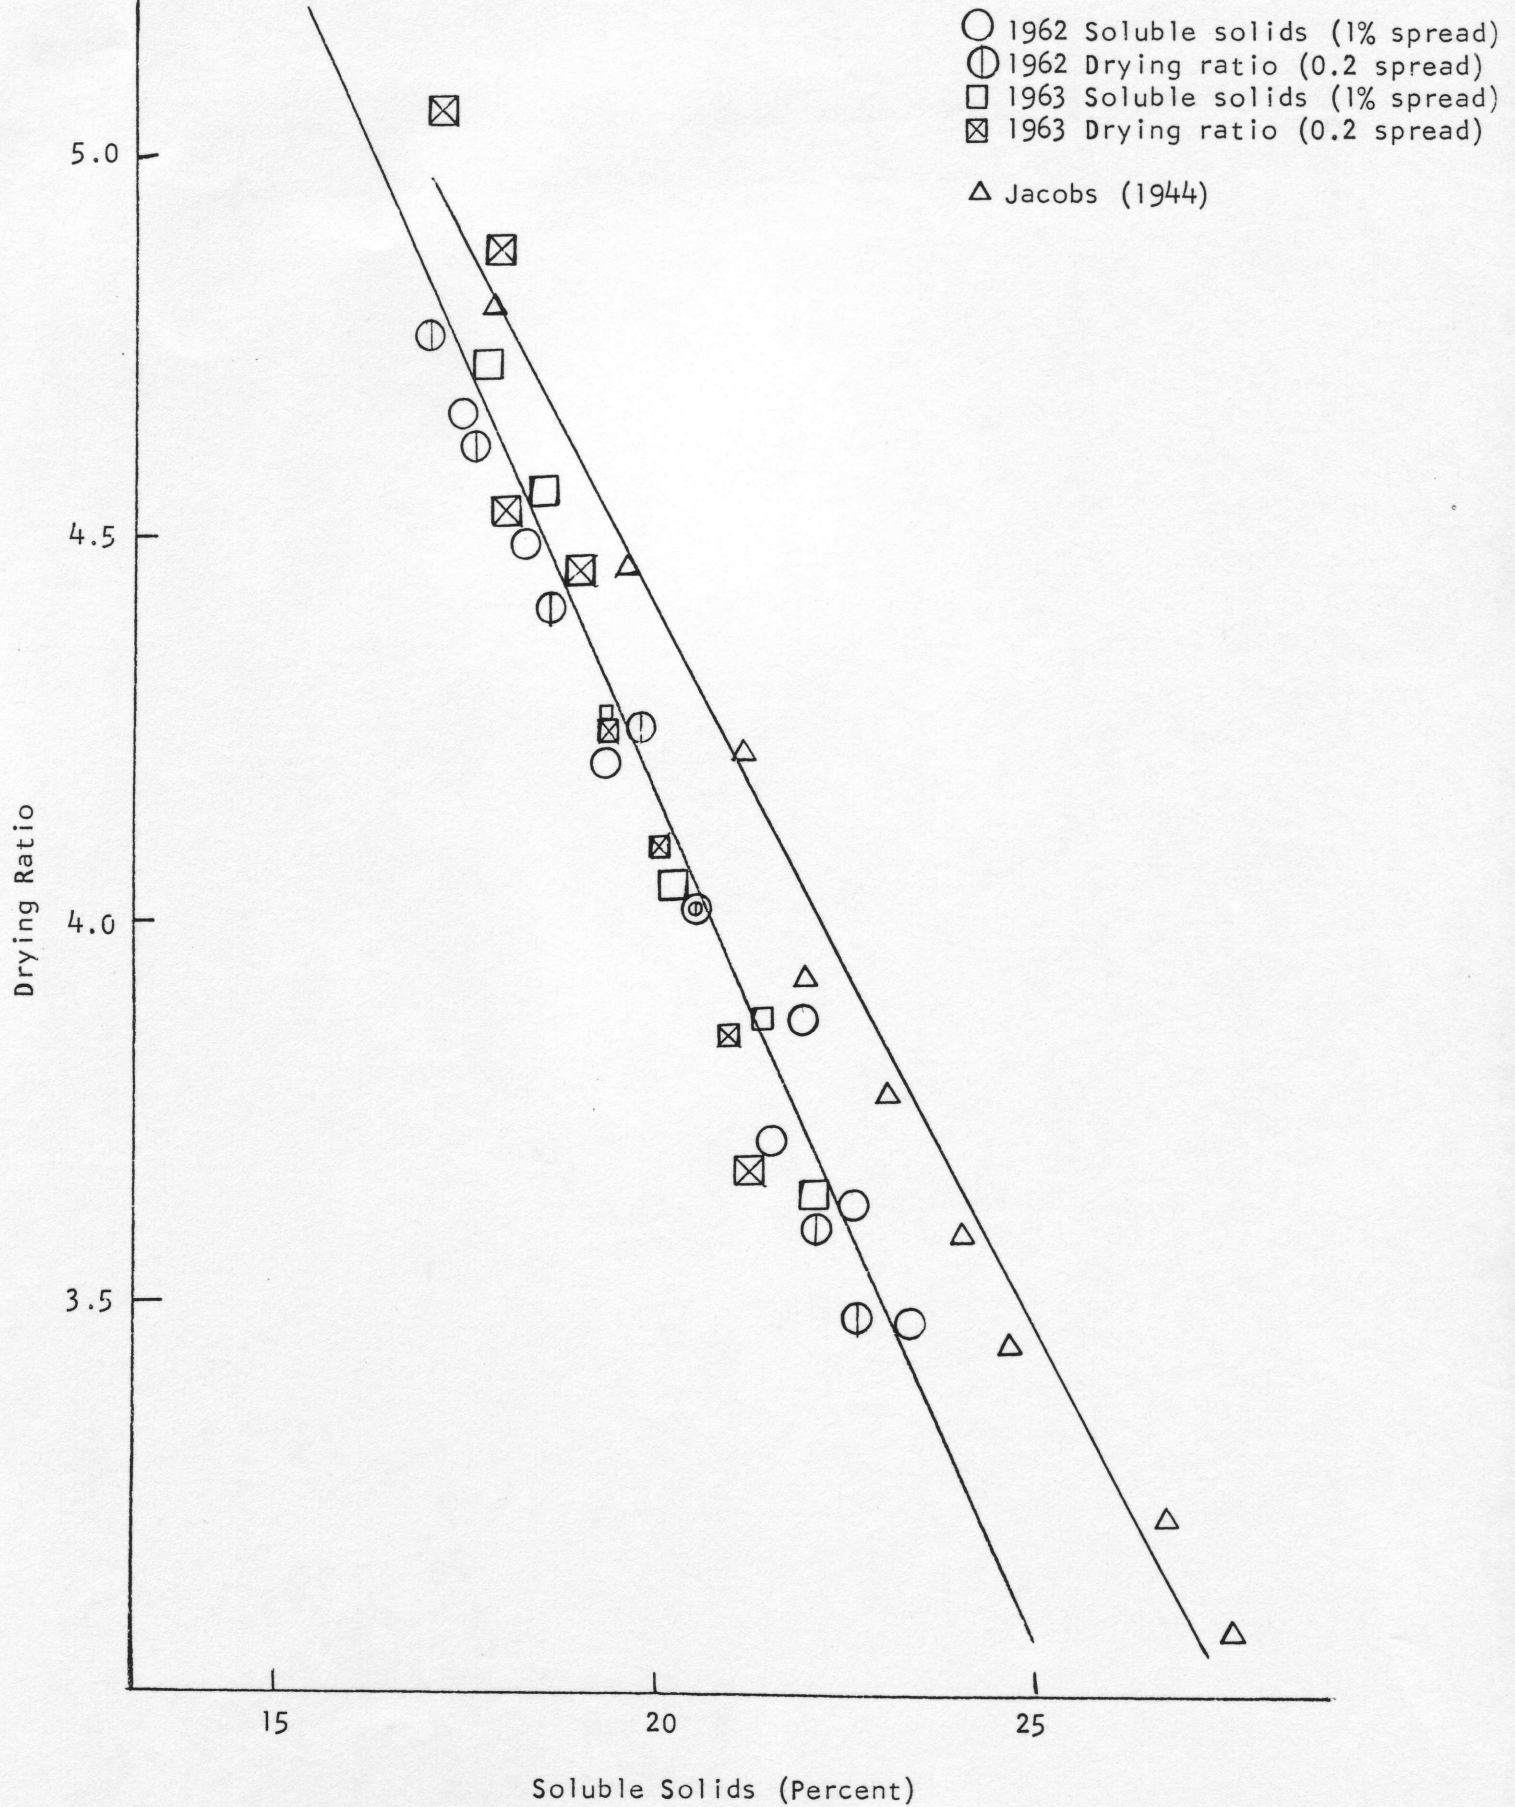 1962 Soluble solids (1% spread)
1962 Drying ratio (0.2 spread)
1963 Soluble solids (1% spread)
1963 Drying ratio (0.2 spread)
Jacobs (1944)
5.0
4.5
4.0
3.5
Drying Ratio
15 20 25
Soluble Solids (Percent)